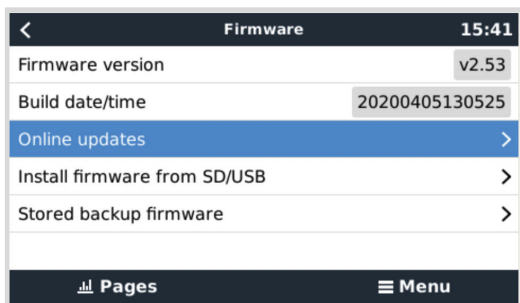 Firmware 15:41
Firmware version v2.53
Build date/time 20200405130525
Online updates
Install firmware from SD/USB
Stored backup firmware
Pages Menu